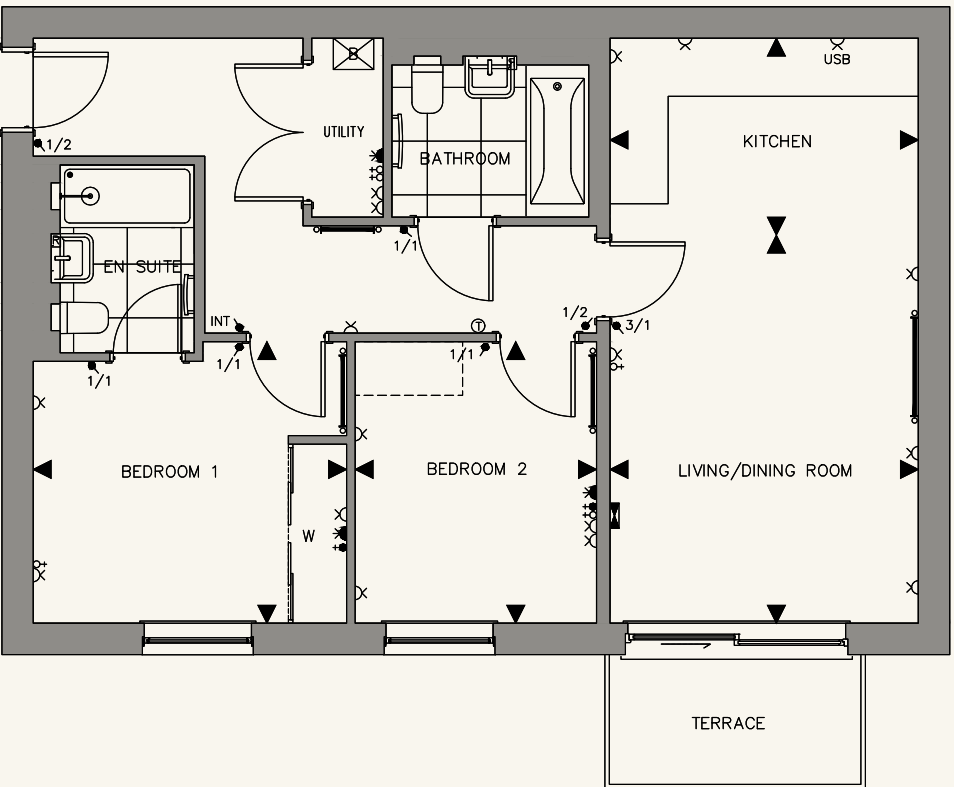 B
USB
UTILITY
KITCHEN
1/2
BATHROOM
1/1
R
EN SUITE
INT
1/2
T
3/1
1/1
1/1
1/1
BEDROOM 1
BEDROOM 2
LIVING/DINING ROOM
W
TERRACE